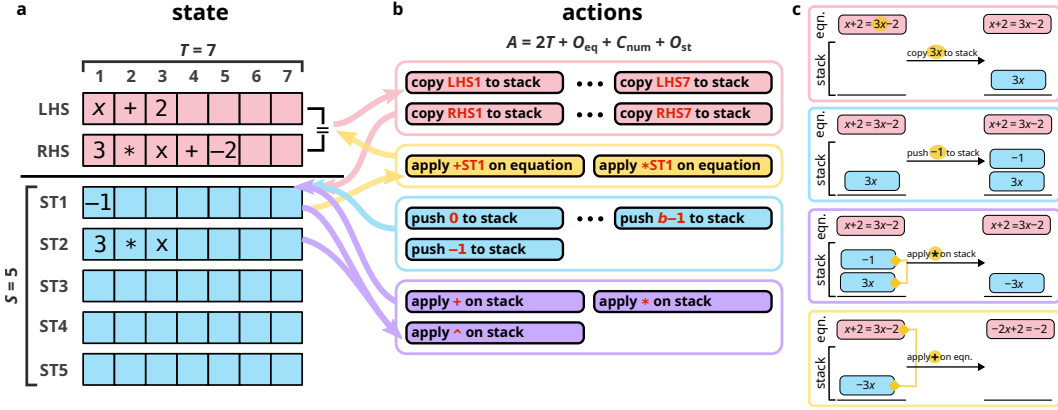 a
state
T = 7
1 2 3 4 5 6 7
LHS x + 2
RHS 3 * x + −2
=
ST1 −1
ST2 3 * x
ST3
ST4
ST5
S = 5
b
actions
A = 2T + O_eq + C_num + O_st
copy LHS1 to stack ••• copy LHS7 to stack
copy RHS1 to stack ••• copy RHS7 to stack
apply +ST1 on equation apply *ST1 on equation
push 0 to stack ••• push b−1 to stack
push −1 to stack
apply + on stack apply * on stack
apply ^ on stack
c
eqn.
x+2 = 3x−2 x+2 = 3x−2
stack
copy 3x to stack
3x
eqn.
x+2 = 3x−2 x+2 = 3x−2
stack
push −1 to stack
−1
3x 3x
eqn.
x+2 = 3x−2 x+2 = 3x−2
stack
apply * on stack
−1
3x −3x
eqn.
x+2 = 3x−2 −2x+2 = −2
stack
apply + on eqn.
−3x